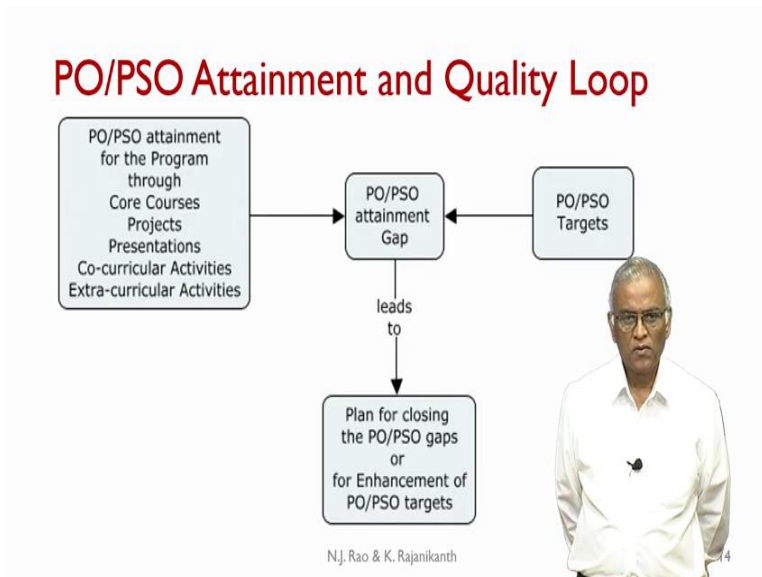 PO/PSO Attainment and Quality Loop
PO/PSO attainment
for the Program
through
Core Courses
Projects
Presentations
Co-curricular Activities
Extra-curricular Activities
PO/PSO
attainment
Gap
PO/PSO
Targets
leads
to
Plan for closing
the PO/PSO gaps
or
for Enhancement of
PO/PSO targets
N.J. Rao & K. Rajanikanth